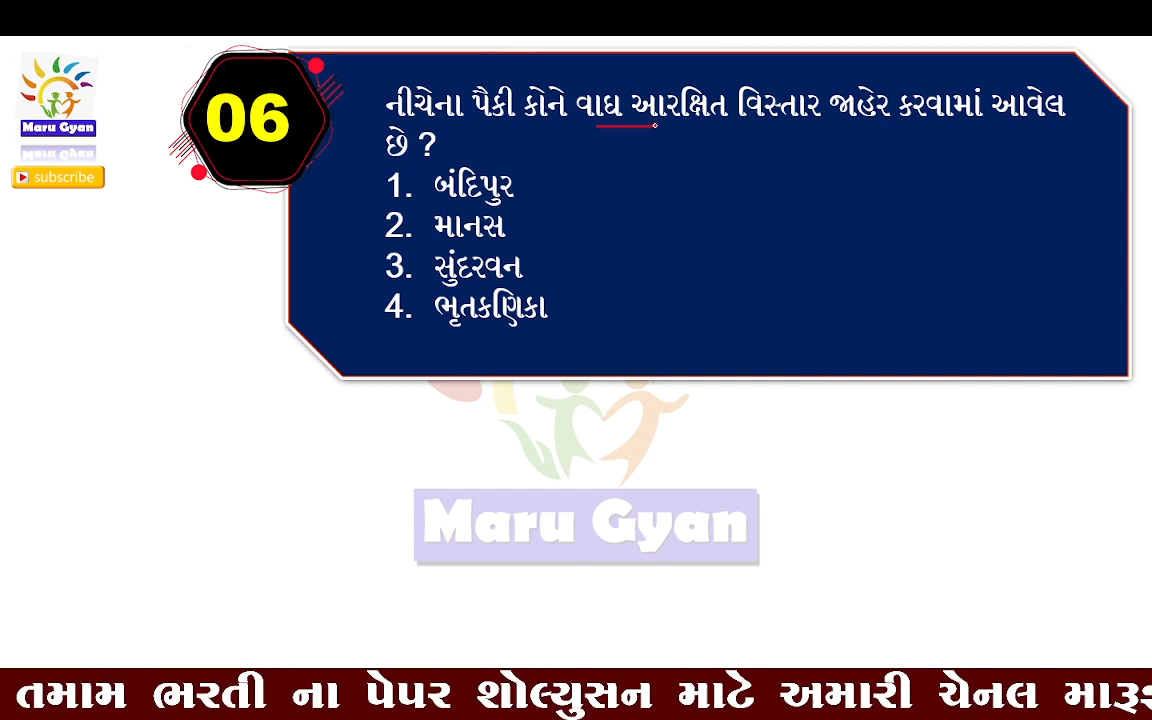 Maru Gyan
subscribe
06
નીચેના પૈકી કોને વાઘ આરક્ષિત વિસ્તાર જાહેર કરવામાં આવેલ
છે ?
1. બંદિપુર
2. માનસ
3. સુંદરવન
4. ભૃતકણિકા
Maru Gyan
તમામ ભરતી ના પેપર શોલ્યુસન માટે અમારી ચેનલ